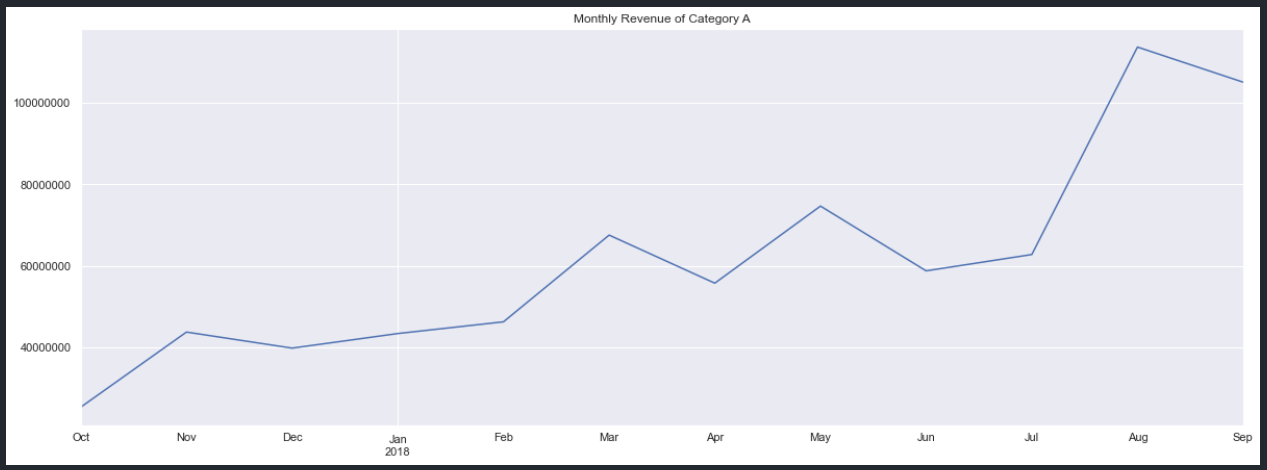 Monthly Revenue of Category A
100000000
80000000
60000000
40000000
Oct Nov Dec Jan Feb Mar Apr May Jun Jul Aug Sep
2018